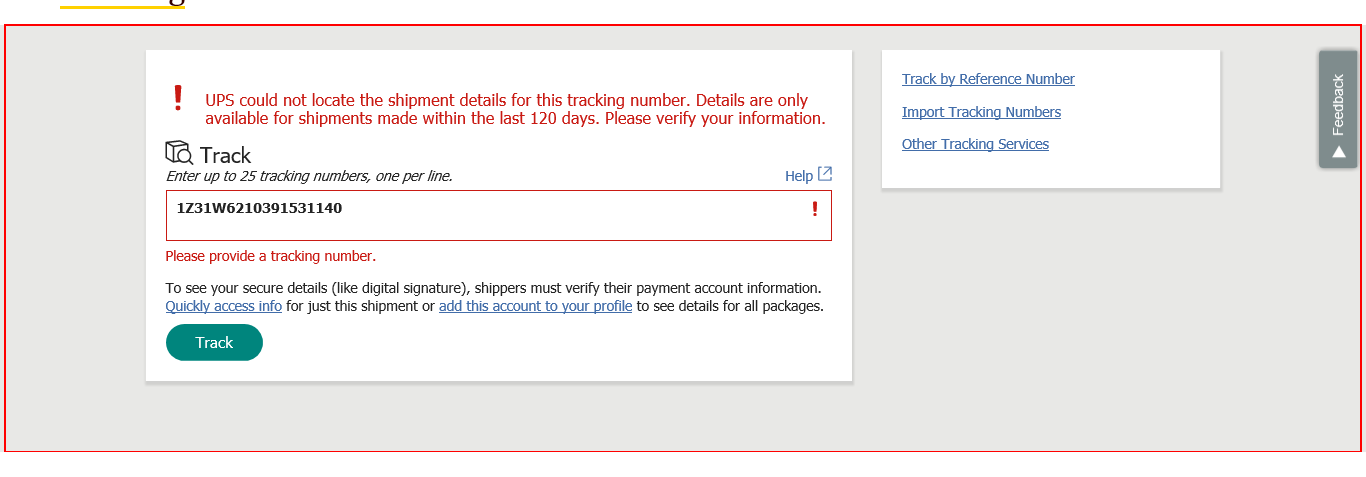 UPS could not locate the shipment details for this tracking number. Details are only
available for shipments made within the last 120 days. Please verify your information.
Track
Enter up to 25 tracking numbers, one per line.
Help
1Z31W6210391531140
Please provide a tracking number.
To see your secure details (like digital signature), shippers must verify their payment account information.
Quickly access info for just this shipment or add this account to your profile to see details for all packages.
Track
Track by Reference Number
Import Tracking Numbers
Other Tracking Services
Feedback